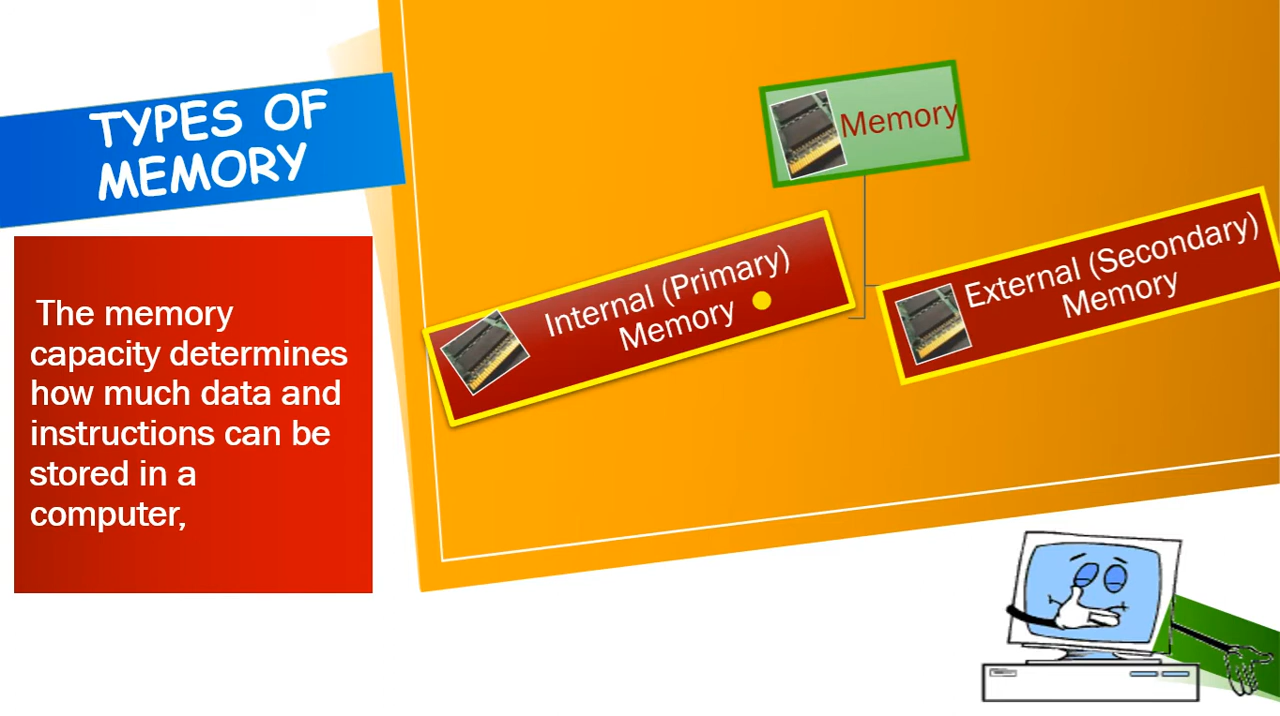 TYPES OF
MEMORY
The memory
capacity determines
how much data and
instructions can be
stored in a
computer,
Memory
Internal (Primary)
Memory
External (Secondary)
Memory